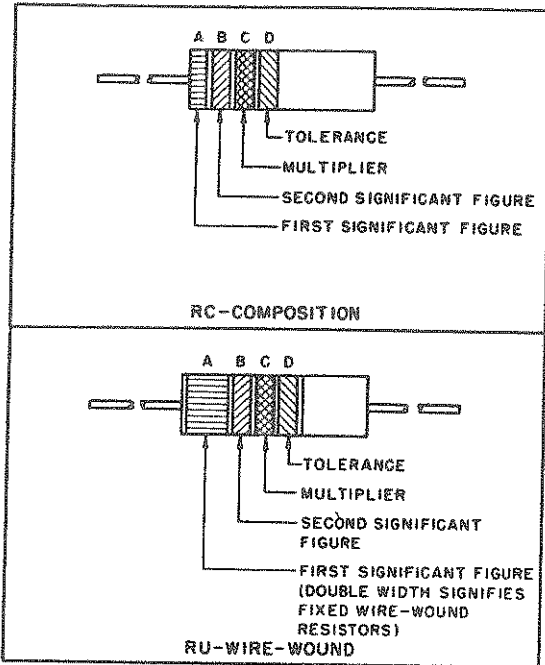 A B C D
TOLERANCE
MULTIPLIER
SECOND SIGNIFICANT FIGURE
FIRST SIGNIFICANT FIGURE
RC-COMPOSITION
A B C D
TOLERANCE
MULTIPLIER
SECOND SIGNIFICANT
FIGURE
FIRST SIGNIFICANT FIGURE
(DOUBLE WIDTH SIGNIFIES
FIXED WIRE-WOUND
RESISTORS)
RU-WIRE-WOUND